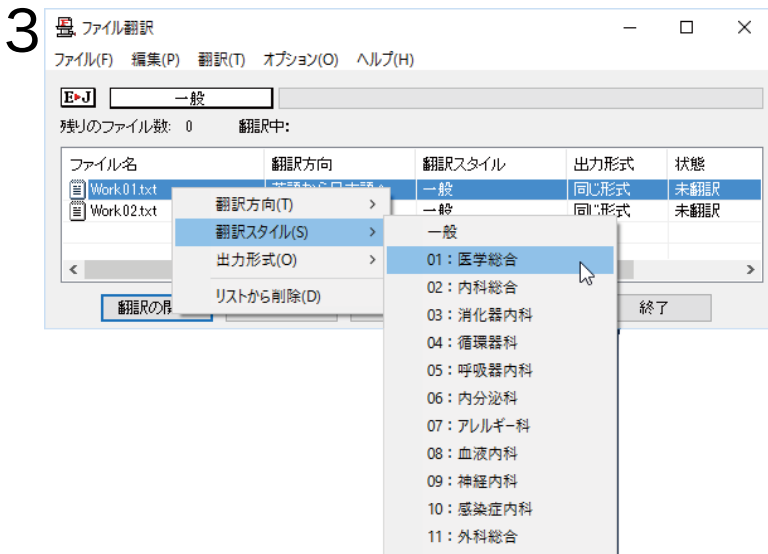 3
ファイル翻訳
ファイル(F) 編集(P) 翻訳(T) オプション(O) ヘルプ(H)
E▶J 一般
残りのファイル数: 0 翻訳中:
ファイル名 翻訳方向 翻訳スタイル 出力形式 状態
Work01.txt 一般 同じ形式 未翻訳
Work02.txt 一般 同じ形式 未翻訳
翻訳方向(T)
翻訳スタイル(S)
出力形式(O)
リストから削除(D)
一般
01：医学総合
02：内科総合
03：消化器内科
04：循環器科
05：呼吸器内科
06：内分泌科
07：アレルギー科
08：血液内科
09：神経内科
10：感染症内科
11：外科総合
翻訳の開 終了